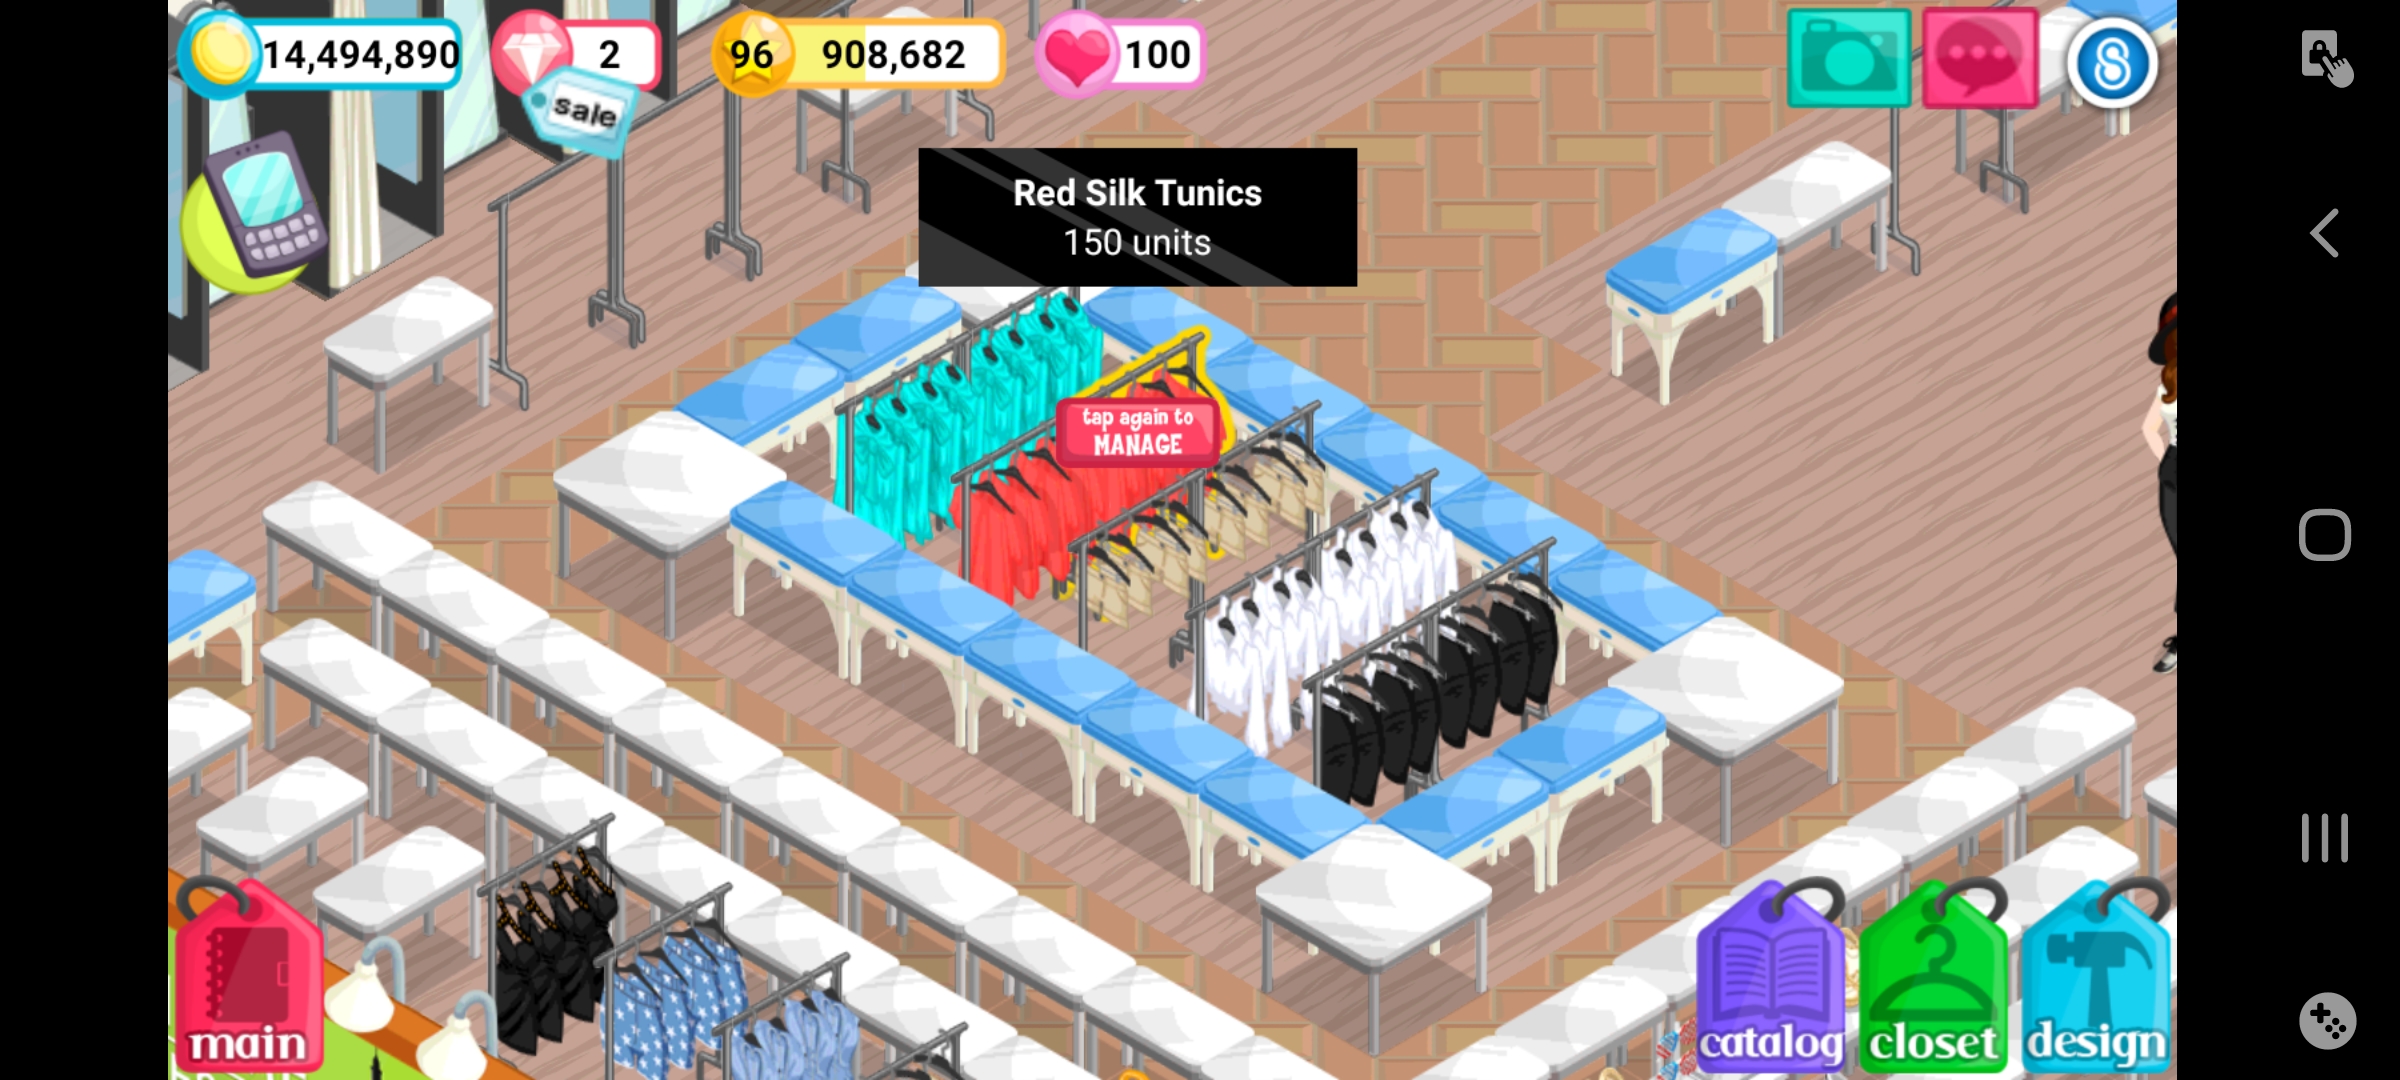 14,494,890
2
96 908,682
100
sale
Red Silk Tunics
150 units
tap again to
MANAGE
main
catalog
closet
design